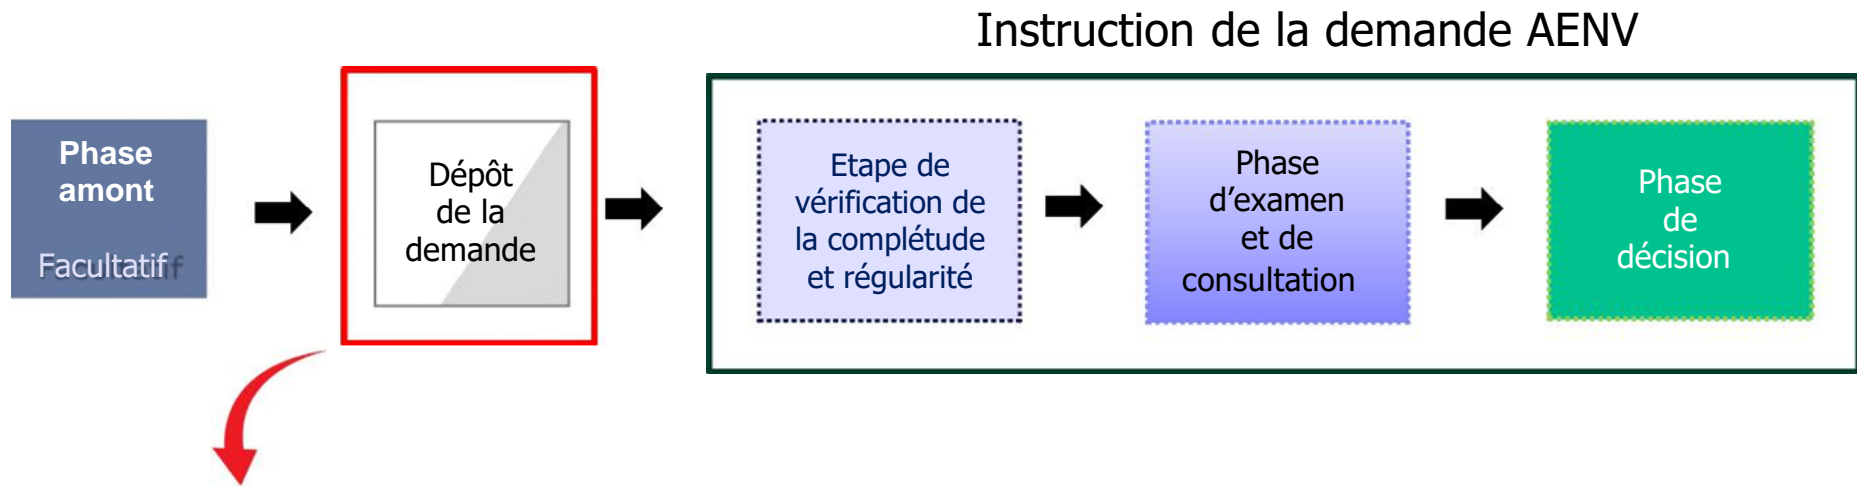 Instruction de la demande AENV
Phase
amont
Facultatif
Dépôt
de la
demande
Etape de
vérification de
la complétude
et régularité
Phase
d’examen
et de
consultation
Phase
de
décision